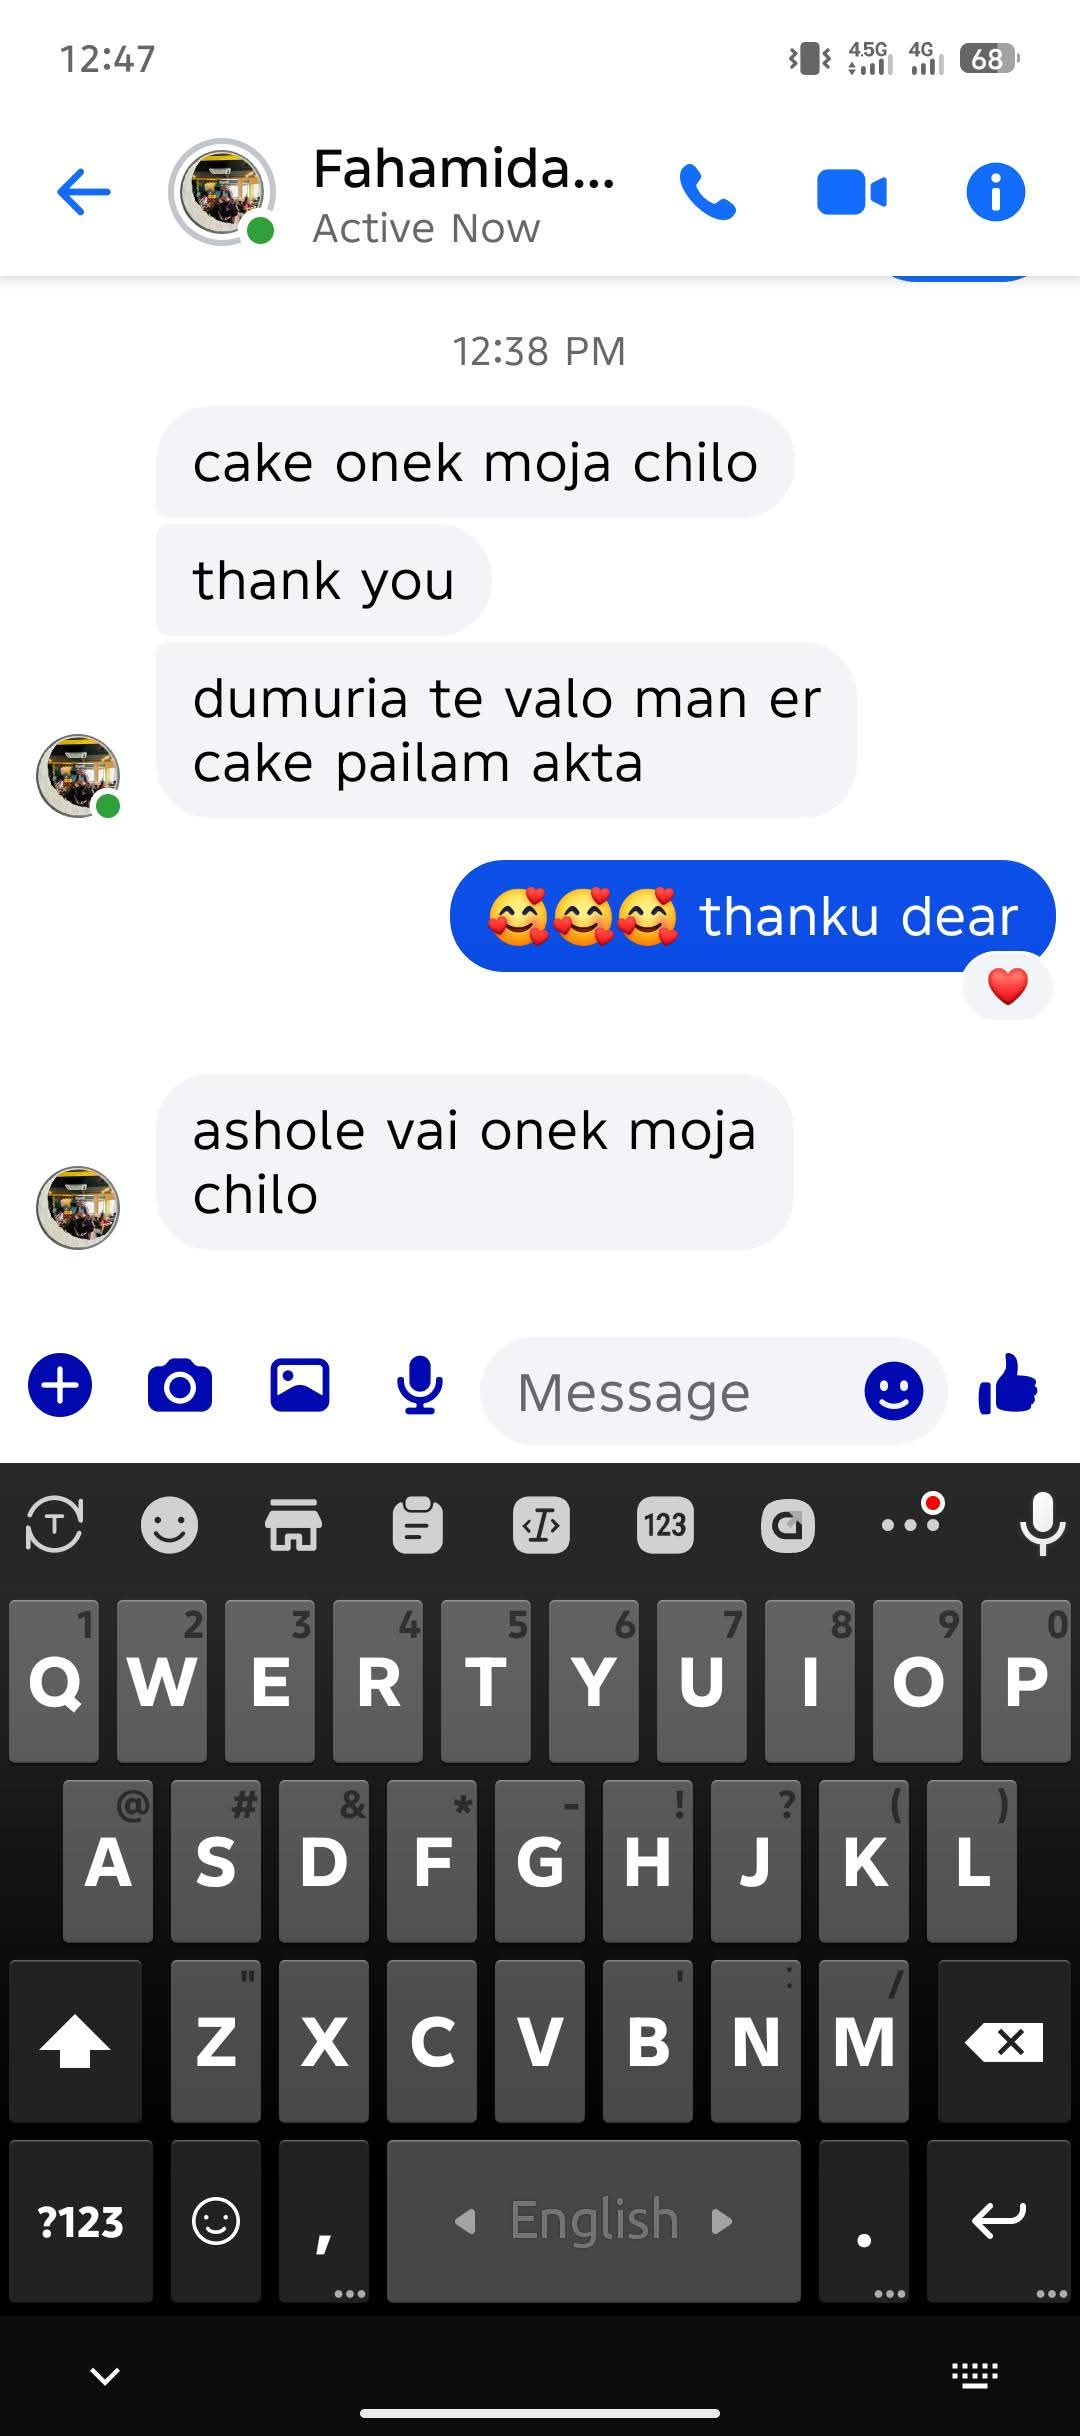 12:47
4.5G 4G 68
Fahamida...
Active Now
12:38 PM
cake onek moja chilo
thank you
dumuria te valo man er
cake pailam akta
🥰🥰🥰 thanku dear
❤️
ashole vai onek moja
chilo
Message
T I 123 G
1 2 3 4 5 6 7 8 9 0
Q W E R T Y U I O P
@ # & * - ! ? ( )
A S D F G H J K L
" ' : /
Z X C V B N M
?123 , English .